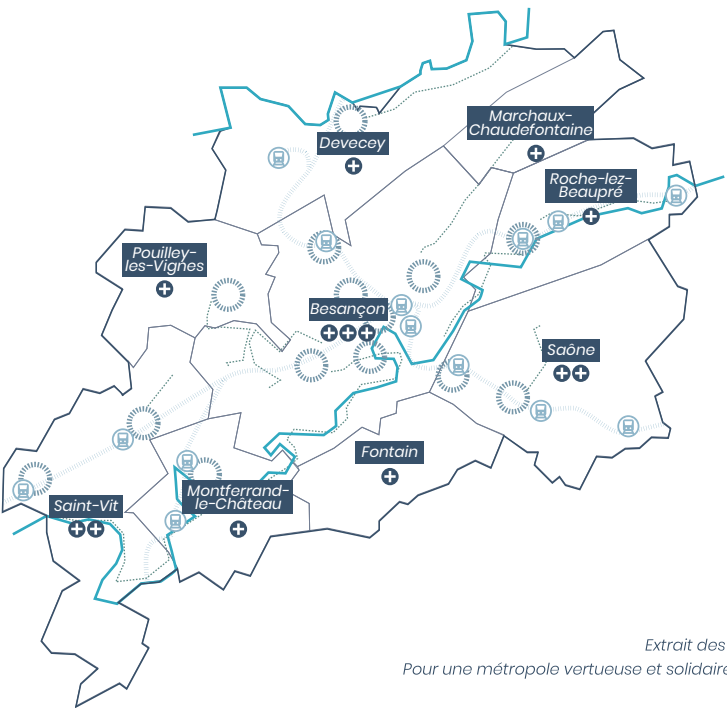 Marchaux-
Chaudefontaine
Devecey
Roche-lez-
Beaupré
Pouilley-
les-Vignes
Besançon
Saône
Fontain
Saint-Vit
Montferrand-
le-Château
Extrait des
Pour une métropole vertueuse et solidaire